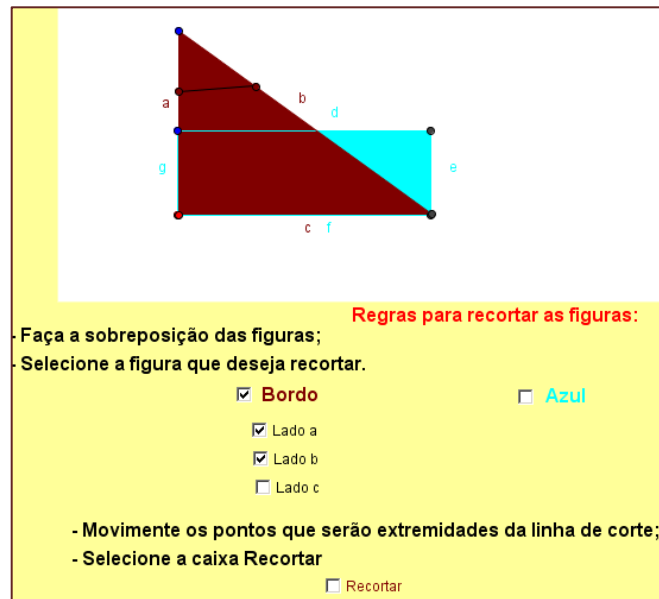 a
b
d
g
e
c f
Regras para recortar as figuras:
- Faça a sobreposição das figuras;
- Selecione a figura que deseja recortar.
Bordo Azul
Lado a
Lado b
Lado c
- Movimente os pontos que serão extremidades da linha de corte;
- Selecione a caixa Recortar
Recortar